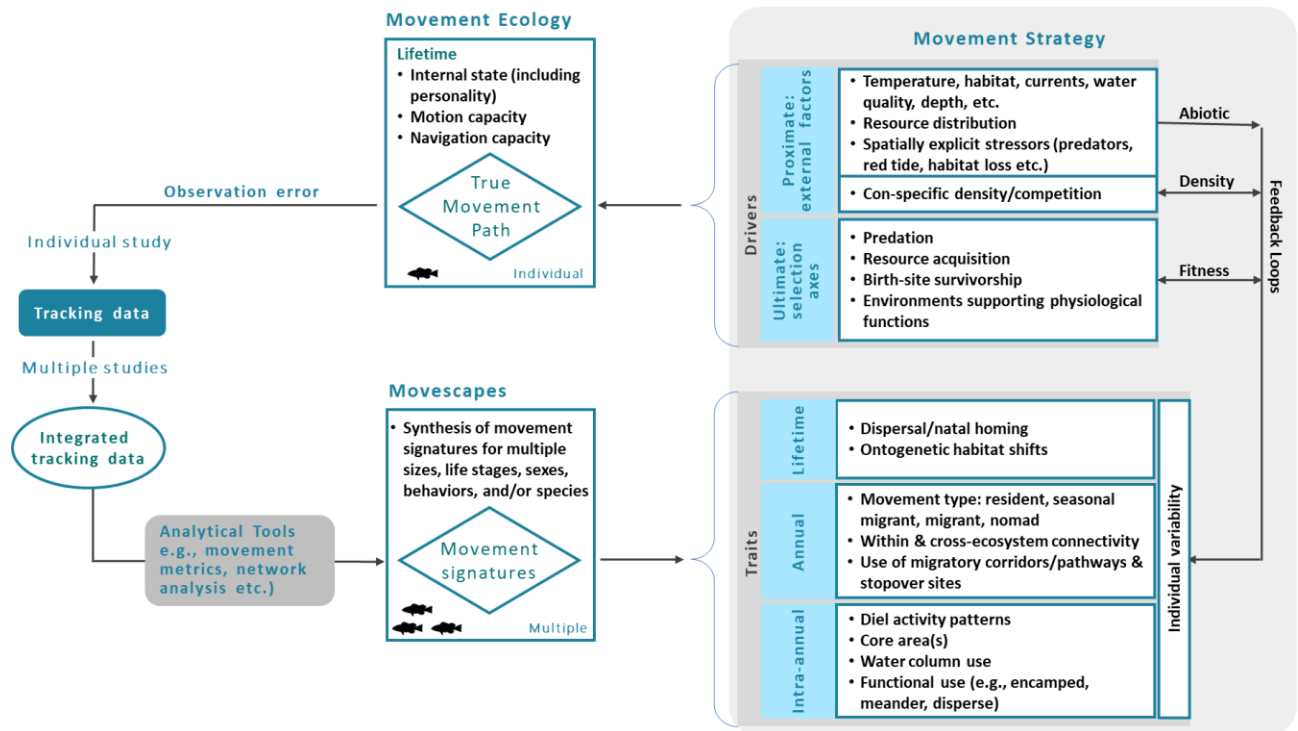 Movement Ecology
Lifetime
• Internal state (including
personality)
• Motion capacity
• Navigation capacity
True
Movement
Path
Individual
Observation error
Individual study
Tracking data
Multiple studies
Integrated
tracking data
Analytical Tools
e.g., movement
metrics, network
analysis etc.)
Movescapes
• Synthesis of movement
signatures for multiple
sizes, life stages, sexes,
behaviors, and/or species
Movement
signatures
Multiple
Movement Strategy
Drivers
Proximate:
external factors
• Temperature, habitat, currents, water
quality, depth, etc.
• Resource distribution
• Spatially explicit stressors (predators,
red tide, habitat loss etc.)
• Con-specific density/competition
Ultimate:
selection
axes
• Predation
• Resource acquisition
• Birth-site survivorship
• Environments supporting physiological
functions
Abiotic
Density
Fitness
Feedback Loops
Traits
Lifetime
• Dispersal/natal homing
• Ontogenetic habitat shifts
Annual
• Movement type: resident, seasonal
migrant, migrant, nomad
• Within & cross-ecosystem connectivity
• Use of migratory corridors/pathways &
stopover sites
Intra-annual
• Diel activity patterns
• Core area(s)
• Water column use
• Functional use (e.g., encamped,
meander, disperse)
Individual variability